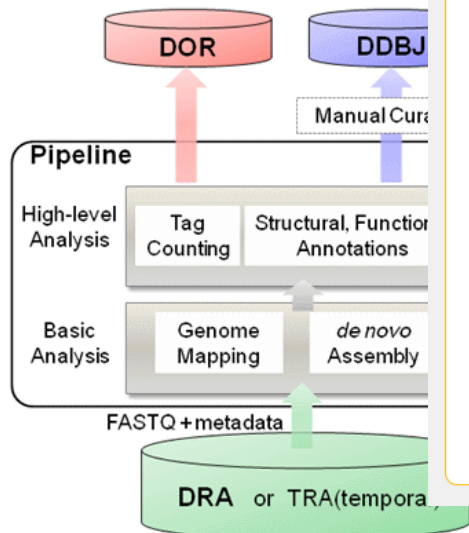 DOR
DDBJ
Manual Cura
Pipeline
High-level
Analysis
Tag
Counting
Structural, Function
Annotations
Basic
Analysis
Genome
Mapping
de novo
Assembly
FASTQ+metadata
DRA or TRA(tempora